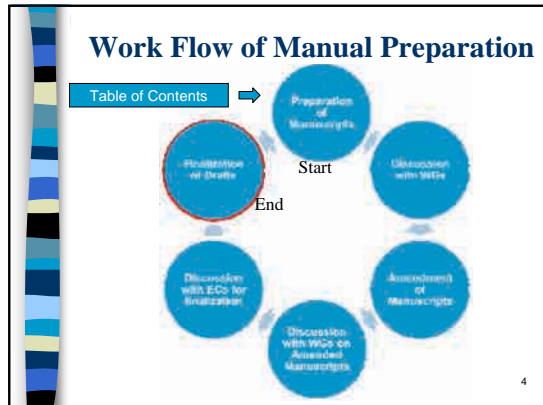 Work Flow of Manual Preparation
Table of Contents
Preparation
of
Manuscripts
Start
Discussion
with WGs
Amendment
of
Manuscripts
Discussion
with WGs on
Amended
Manuscripts
Discussion
with ECs for
finalization
Finalization
of Drafts
End
4